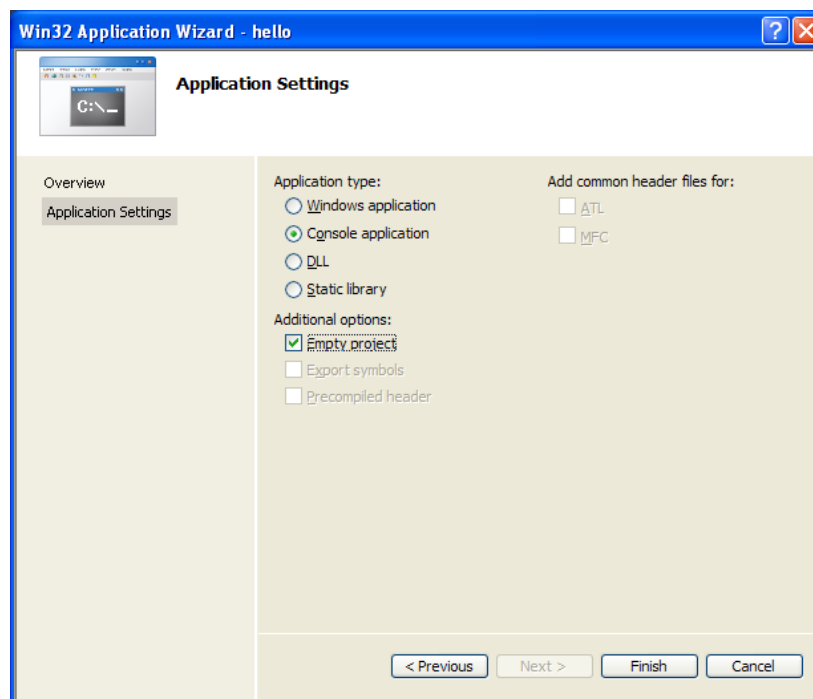 Win32 Application Wizard - hello
C:\_
Application Settings
Overview
Application Settings
Application type:
Windows application
Console application
DLL
Static library
Additional options:
Empty project
Export symbols
Precompiled header
Add common header files for:
ATL
MFC
< Previous
Next >
Finish
Cancel